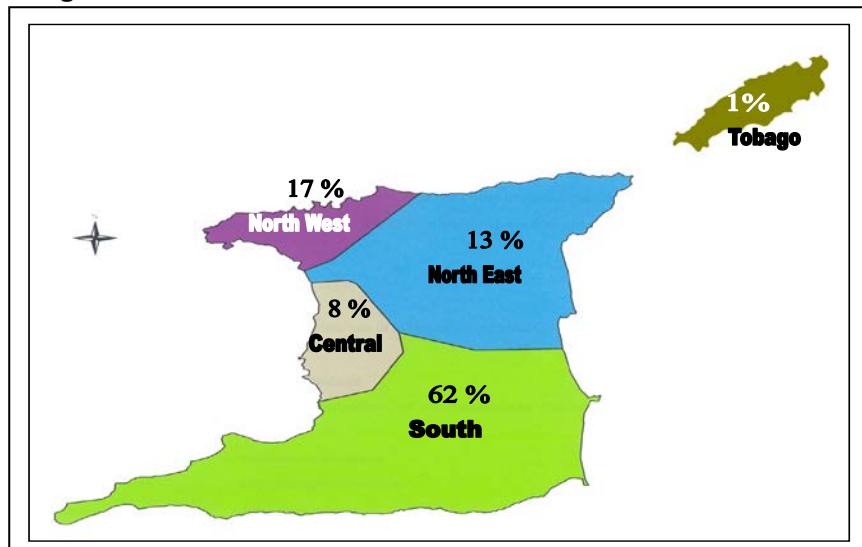 1%
Tobago
17 %
North West
13 %
North East
8 %
Central
62 %
South